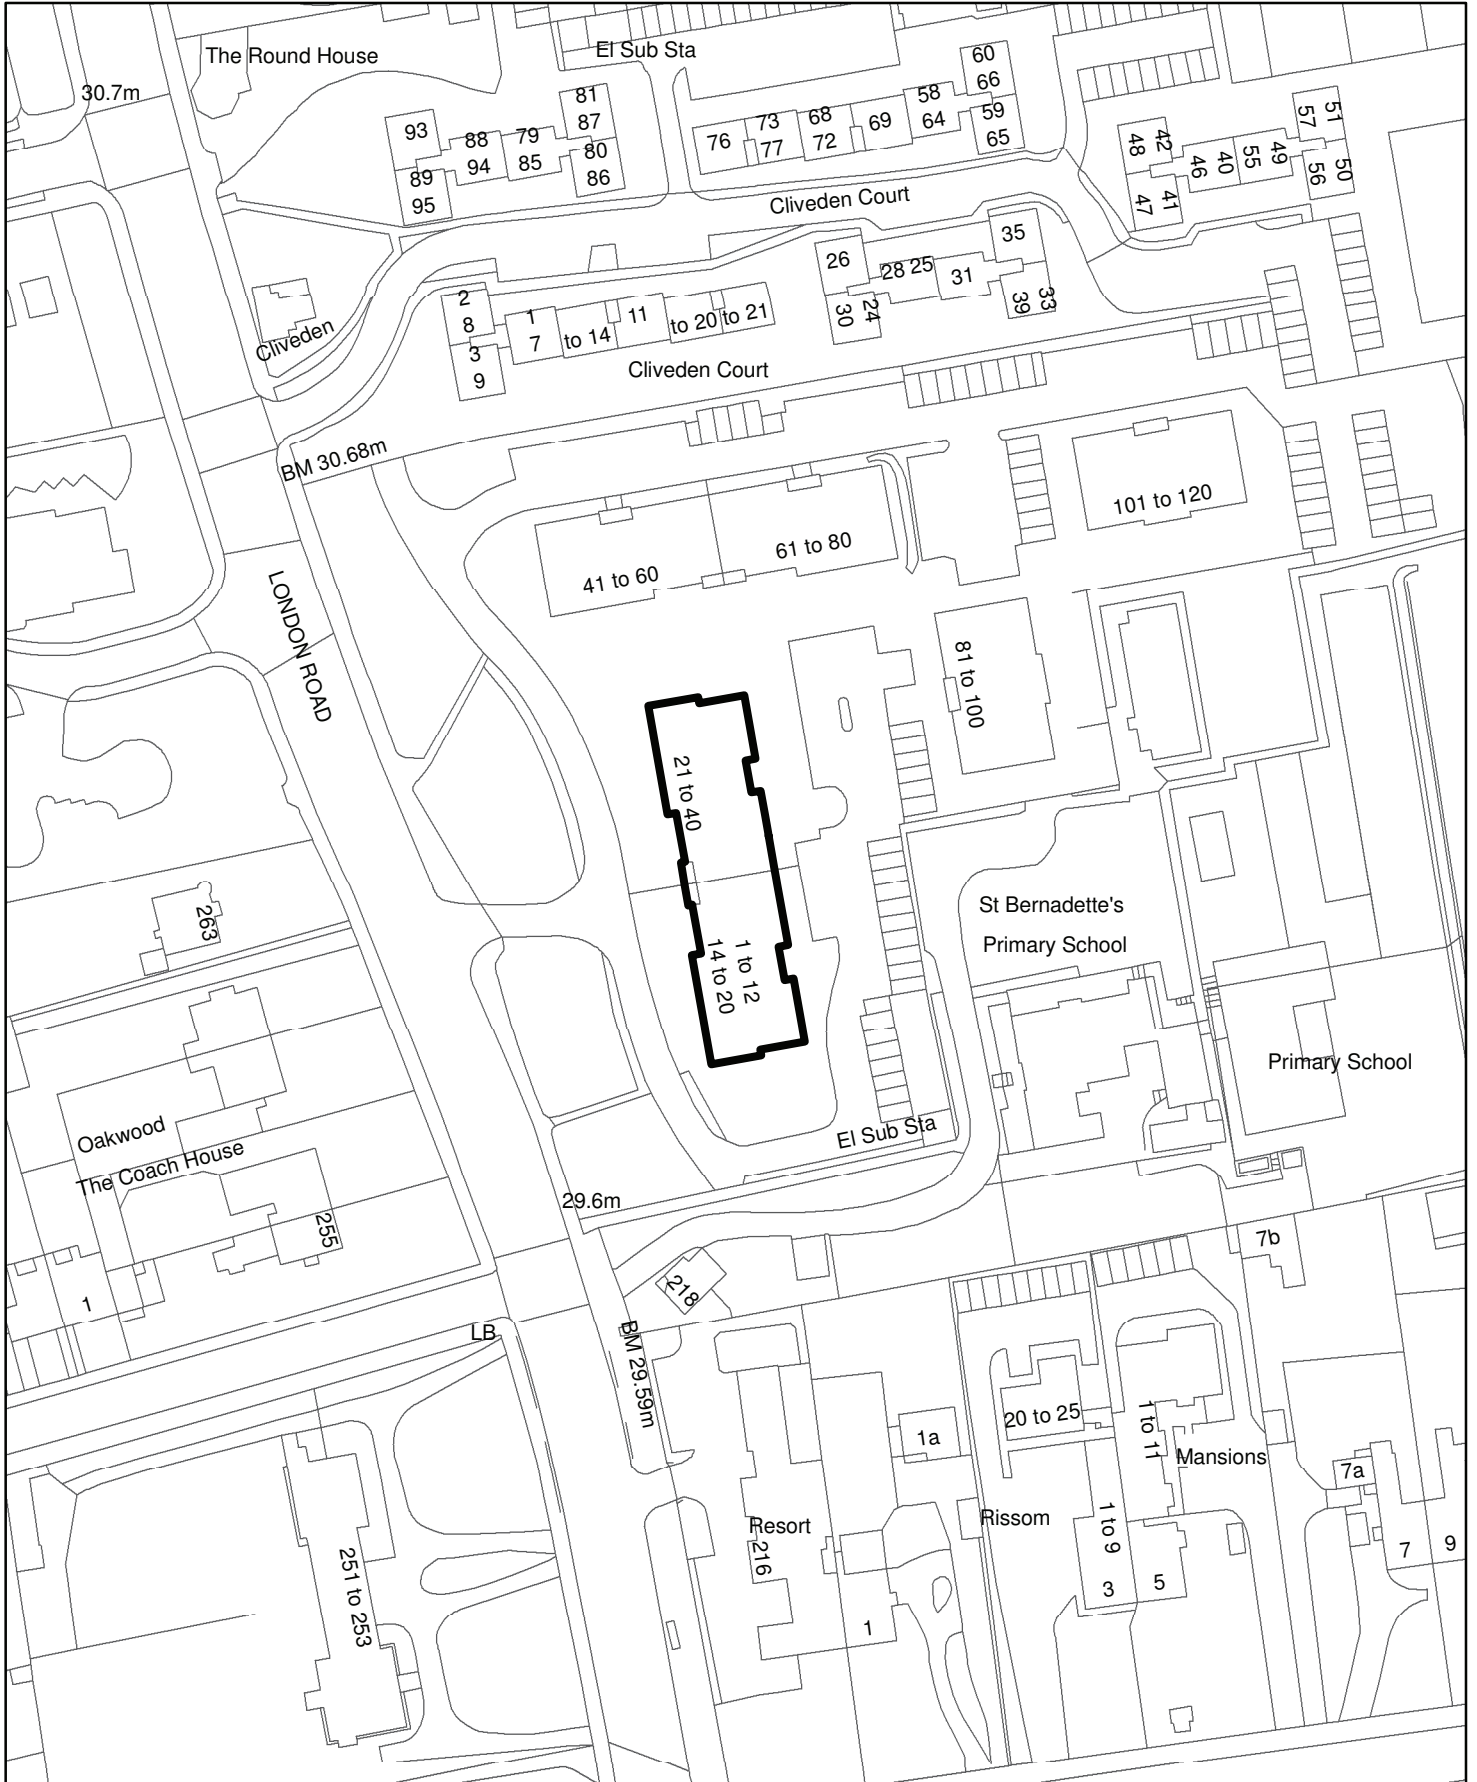 The Round House
El Sub Sta
30.7m
60
66
81
87
93
88
94
79
85
80
86
89
95
76
73
77
68
72
69
58
64
59
65
48
42
47
41
46
40
55
49
57
51
56
50
Cliveden Court
26
28 25
31
35
30
24
39
33
Cliveden
2
8
3
9
1
7
to 14
11
to 20
to 21
Cliveden Court
BM 30.68m
101 to 120
61 to 80
41 to 60
LONDON ROAD
81 to 100
21 to 40
1 to 12
14 to 20
263
St Bernadette's
Primary School
Primary School
Oakwood
The Coach House
El Sub Sta
255
29.6m
7b
1
218
LB
BM 29.59m
20 to 25
1 to 11
1a
Mansions
7a
Resort
216
Rissom
1 to 9
3
5
7
9
251 to 253
1